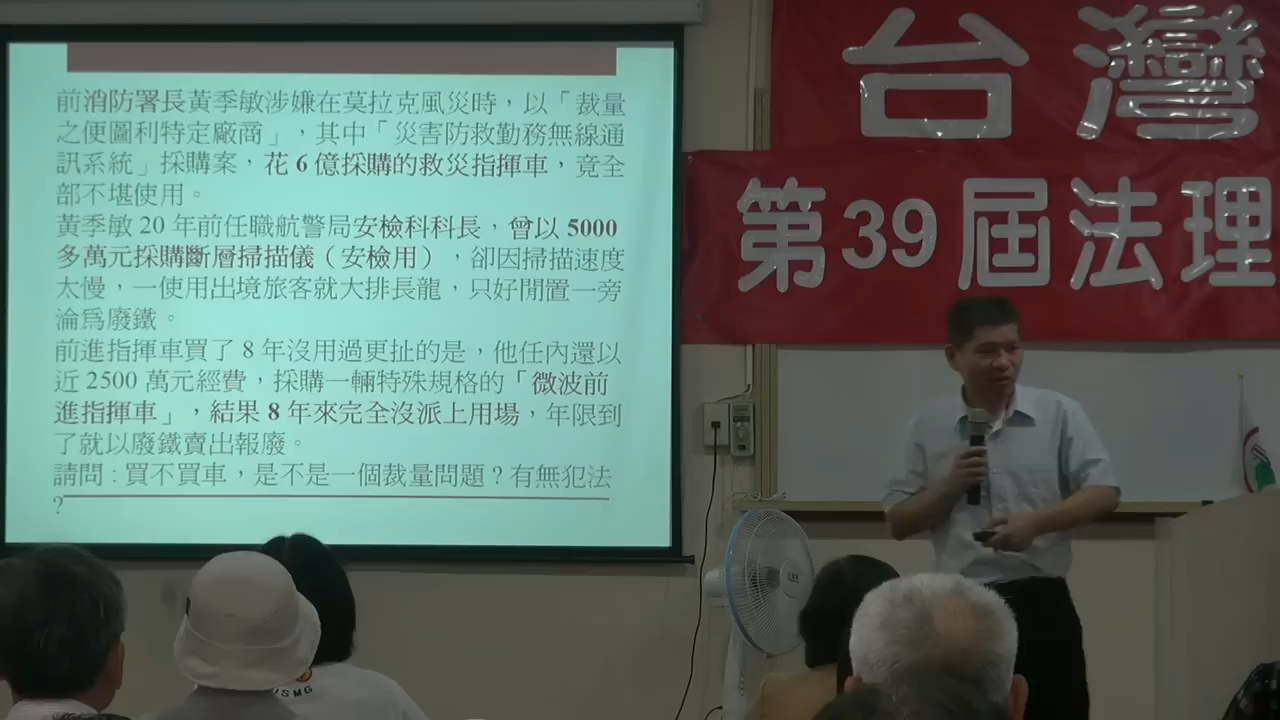 前消防署長黃季敏涉嫌在莫拉克風災時，以「裁量
之便圖利特定廠商」，其中「災害防救勤務無線通
訊系統」採購案，花 6 億採購的救災指揮車，竟全
部不堪使用。
黃季敏 20 年前任職航警局安檢科科長，曾以 5000
多萬元採購斷層掃描儀（安檢用），卻因掃描速度
太慢，一使用出境旅客就大排長龍，只好閒置一旁
淪為廢鐵。
前進指揮車買了 8 年沒用過更扯的是，他任內還以
近 2500 萬元經費，採購一輛特殊規格的「微波前
進指揮車」，結果 8 年來完全沒派上用場，年限到
了就以廢鐵賣出報廢。
請問：買不買車，是不是一個裁量問題？有無犯法
？
台灣
第39屆法理
USMG